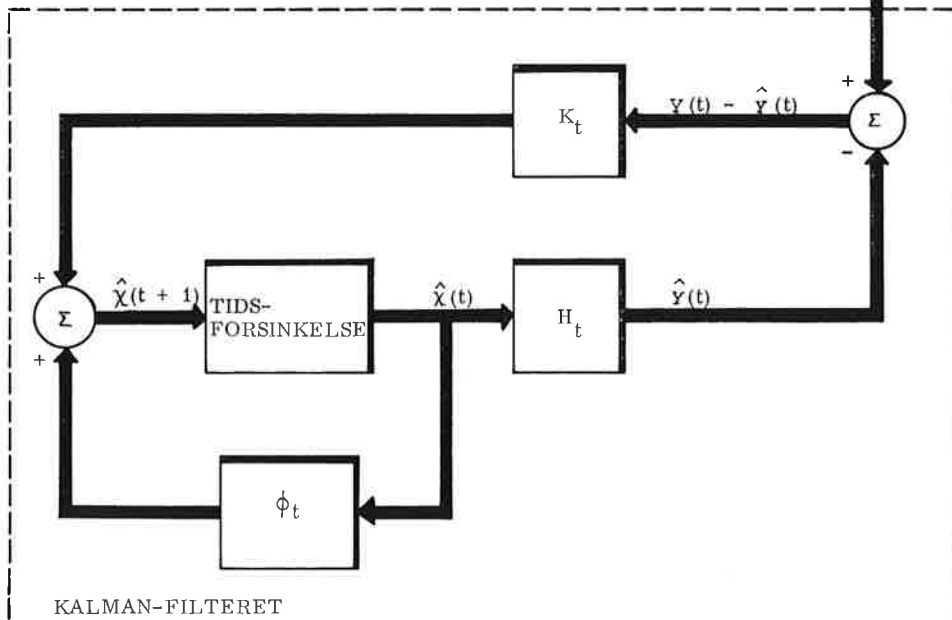 +
K_t
Y(t) - Ŷ(t)
Σ
-
+
χ̂(t + 1)
TIDS-
FORSINKELSE
χ̂(t)
H_t
Ŷ(t)
Σ
+
ϕ_t
KALMAN-FILTERET